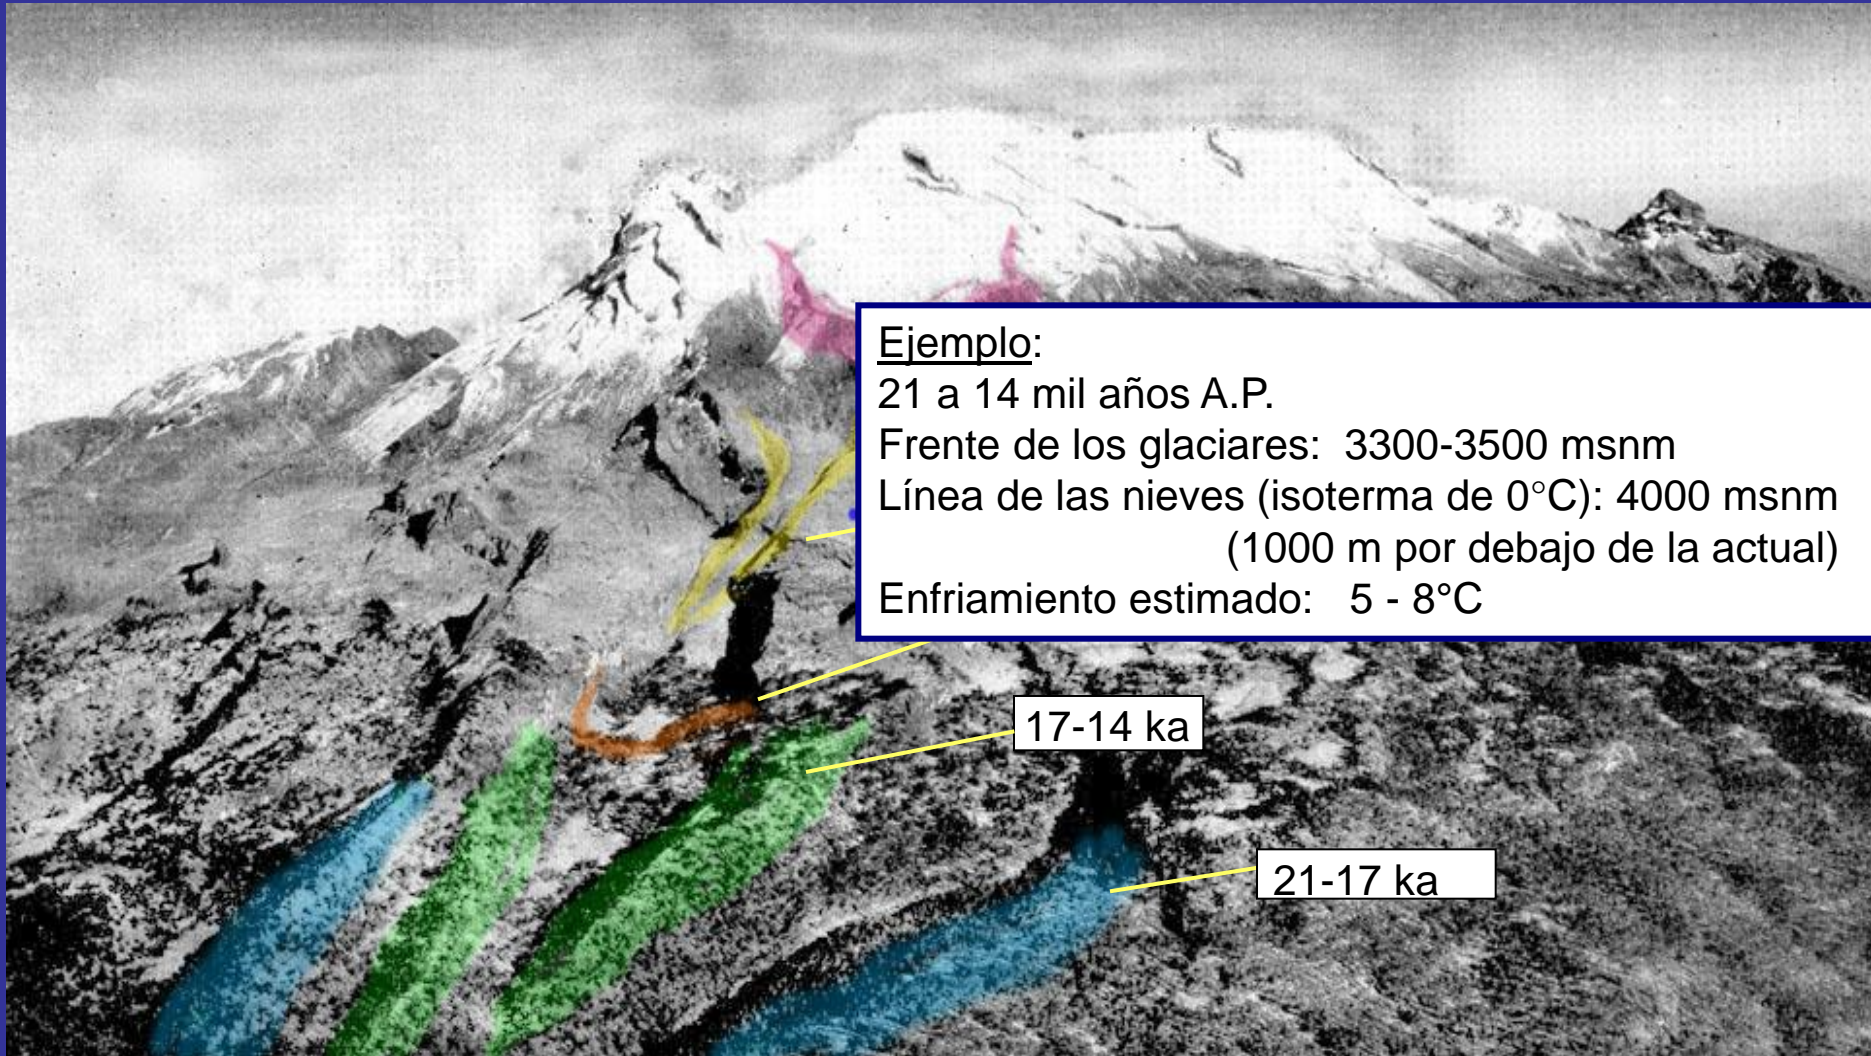 Ejemplo:
21 a 14 mil años A.P.
Frente de los glaciares: 3300-3500 msnm
Línea de las nieves (isoterma de 0°C): 4000 msnm
(1000 m por debajo de la actual)
Enfriamiento estimado: 5 - 8°C
17-14 ka
21-17 ka